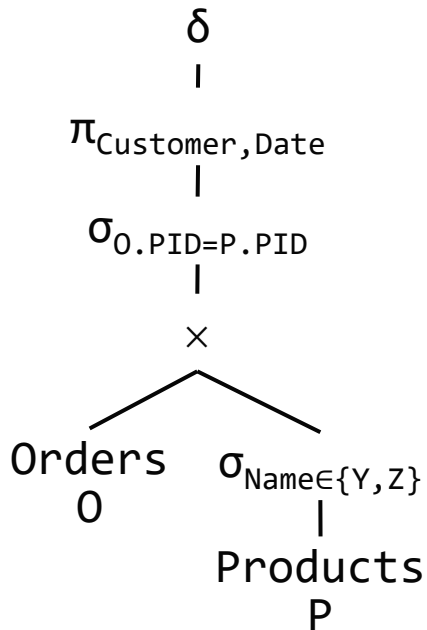 δ
π Customer,Date
σ O.PID=P.PID
×
Orders
O
σ Name∈{Y,Z}
Products
P